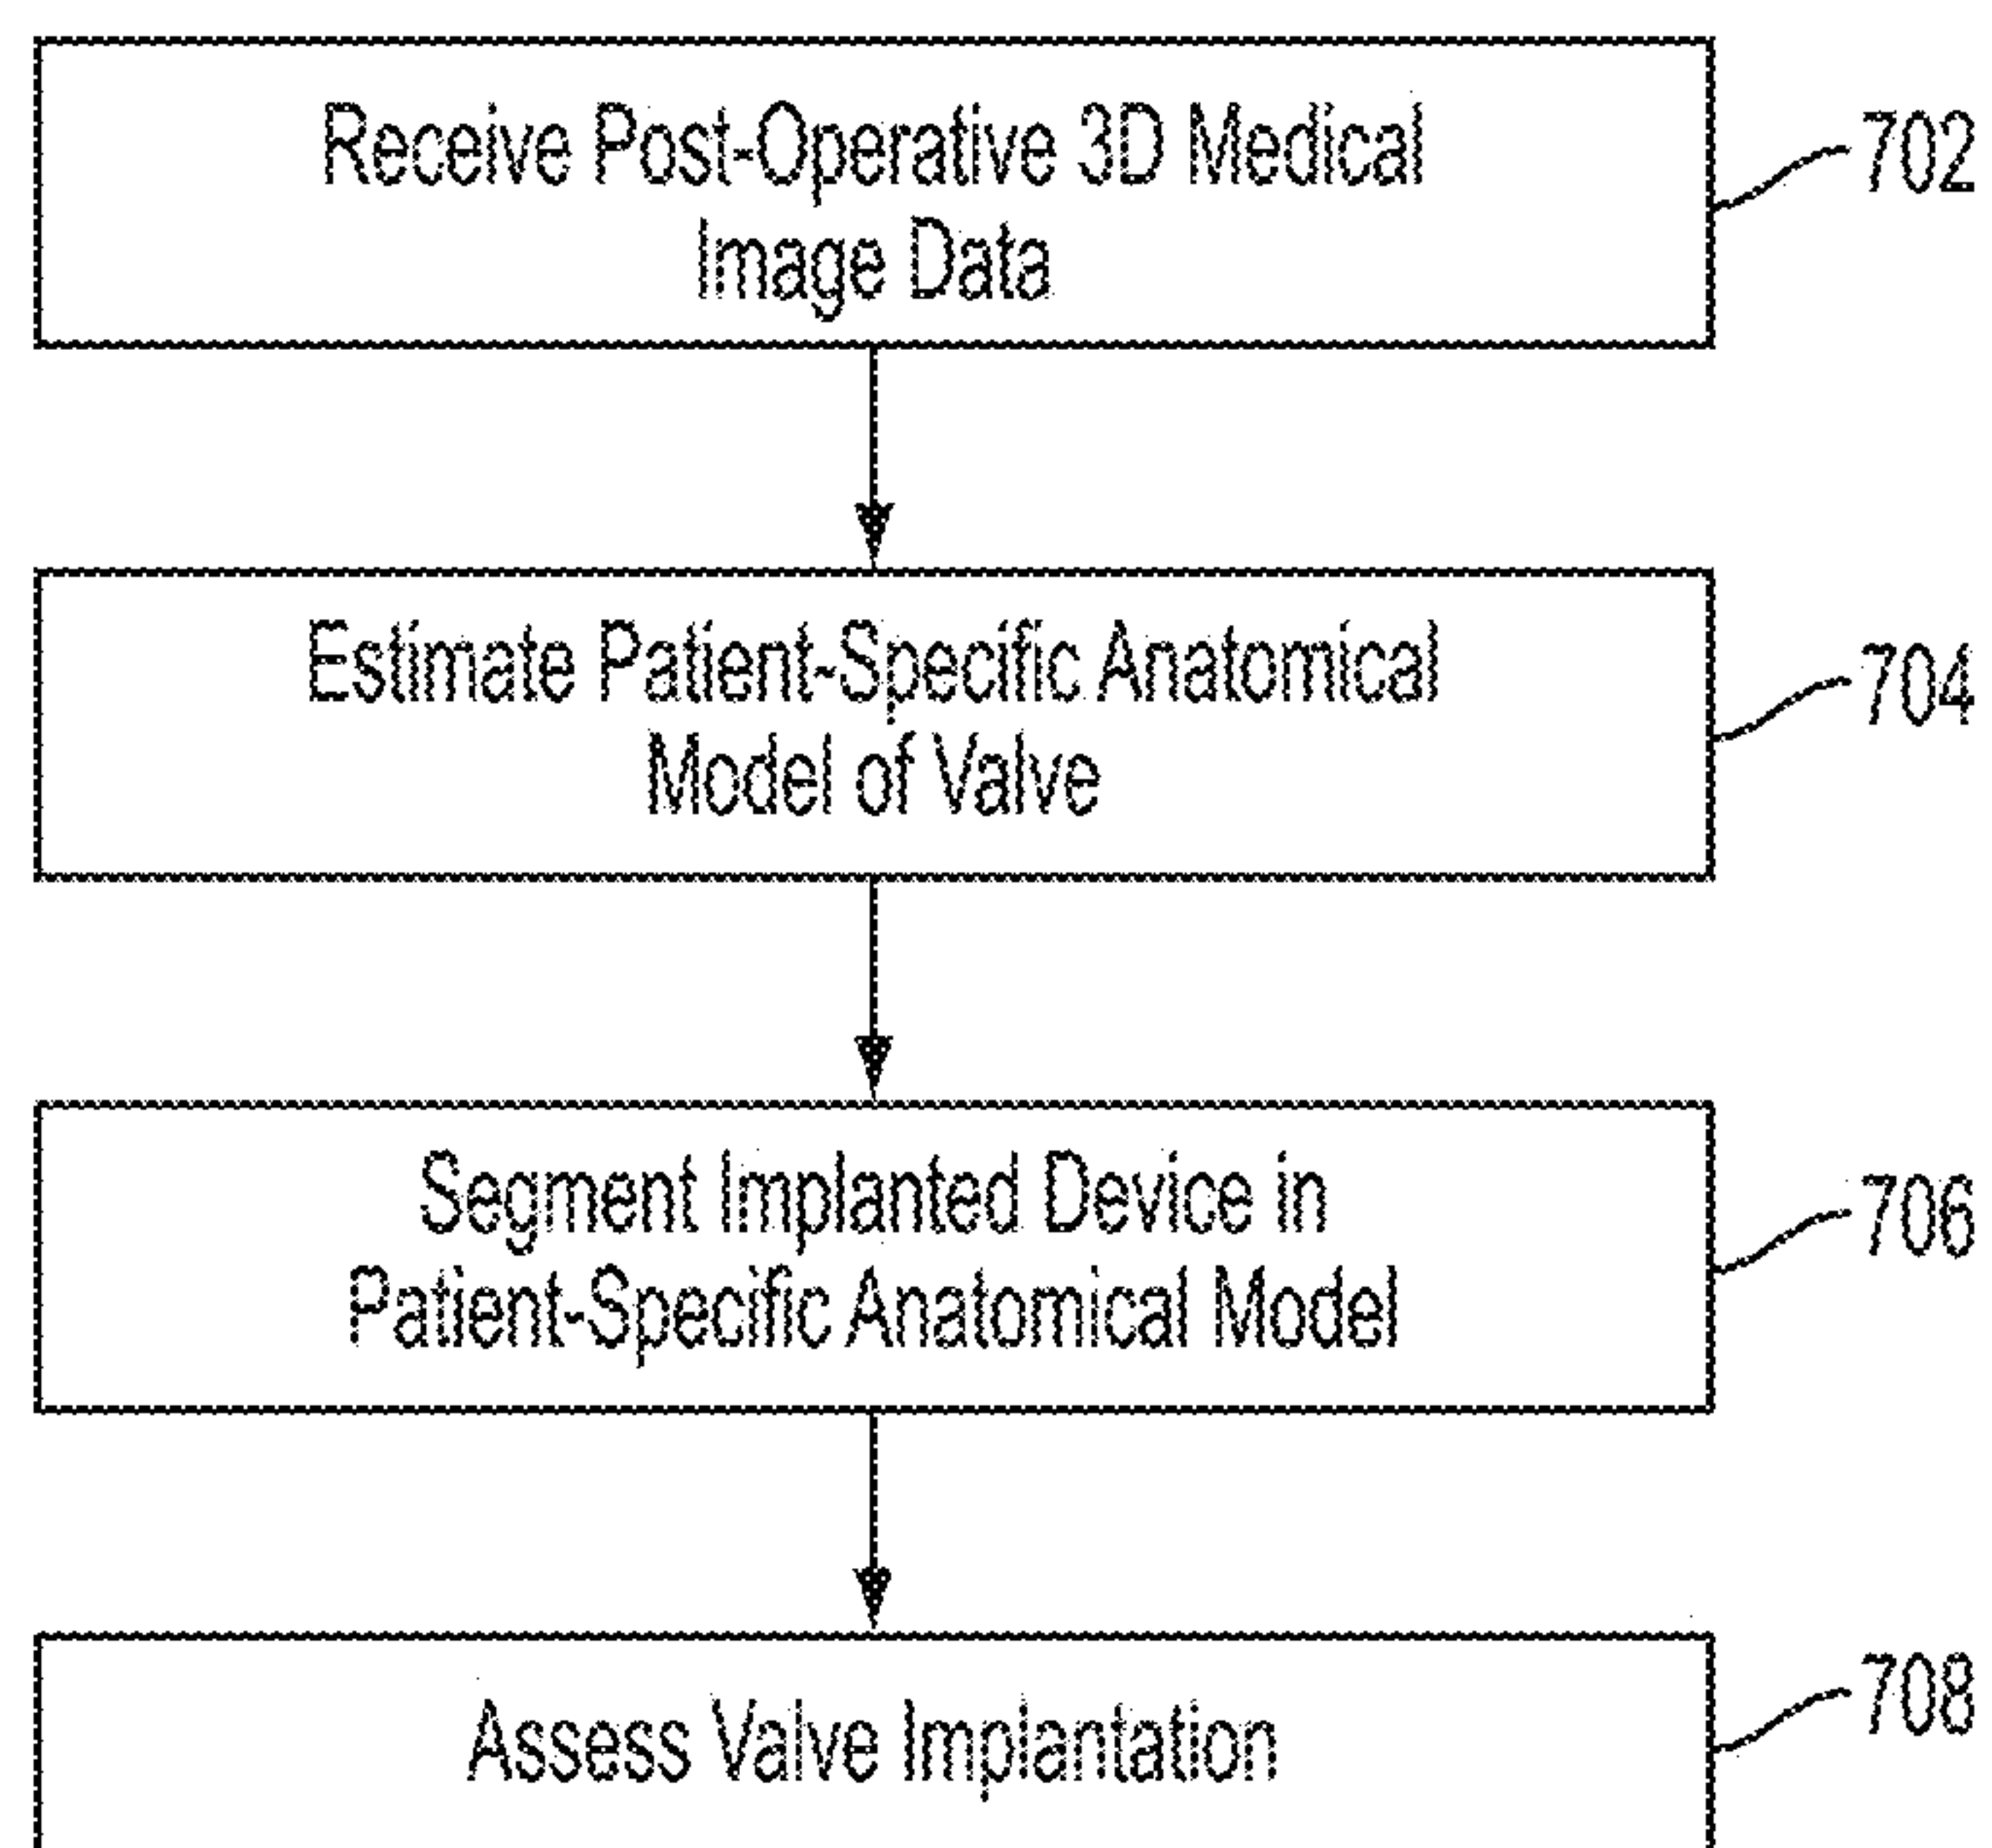 Receive Post-Operative 3D Medical
Image Data
702
Estimate Patient-Specific Anatomical
Model of Valve
704
Segment Implanted Device in
Patient-Specific Anatomical Model
706
Assess Valve Implantation
708